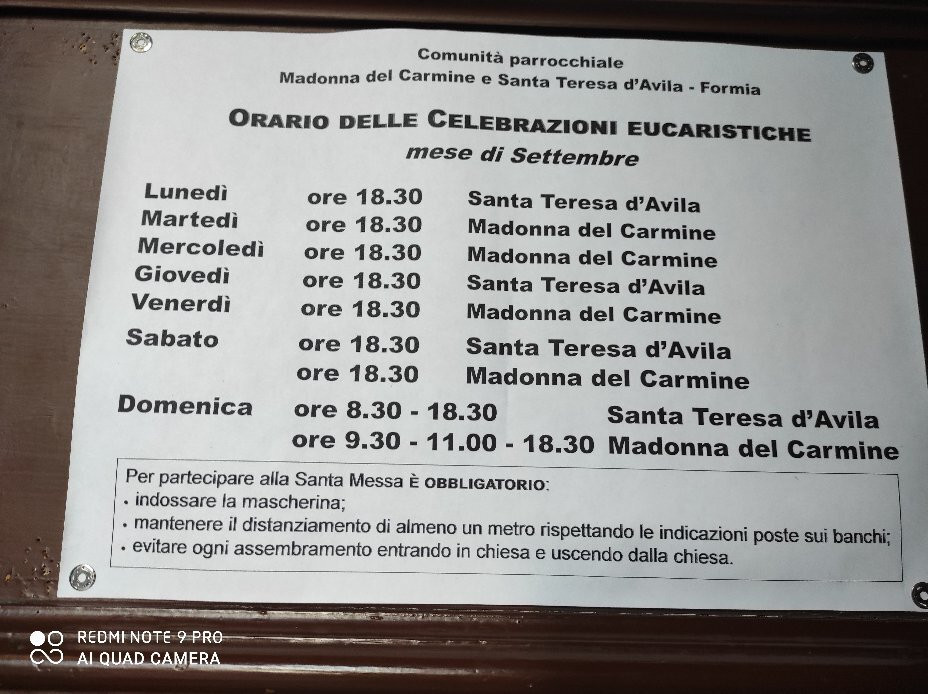 Comunità parrocchiale
Madonna del Carmine e Santa Teresa d'Avila - Formia
ORARIO DELLE CELEBRAZIONI EUCARISTICHE
mese di Settembre
Lunedì ore 18.30 Santa Teresa d'Avila
Martedì ore 18.30 Madonna del Carmine
Mercoledì ore 18.30 Madonna del Carmine
Giovedì ore 18.30 Santa Teresa d'Avila
Venerdì ore 18.30 Madonna del Carmine
Sabato ore 18.30 Santa Teresa d'Avila
ore 18.30 Madonna del Carmine
Domenica ore 8.30 - 18.30 Santa Teresa d'Avila
ore 9.30 - 11.00 - 18.30 Madonna del Carmine
Per partecipare alla Santa Messa È OBBLIGATORIO:
• indossare la mascherina;
• mantenere il distanziamento di almeno un metro rispettando le indicazioni poste sui banchi;
• evitare ogni assembramento entrando in chiesa e uscendo dalla chiesa.
REDMI NOTE 9 PRO
AI QUAD CAMERA